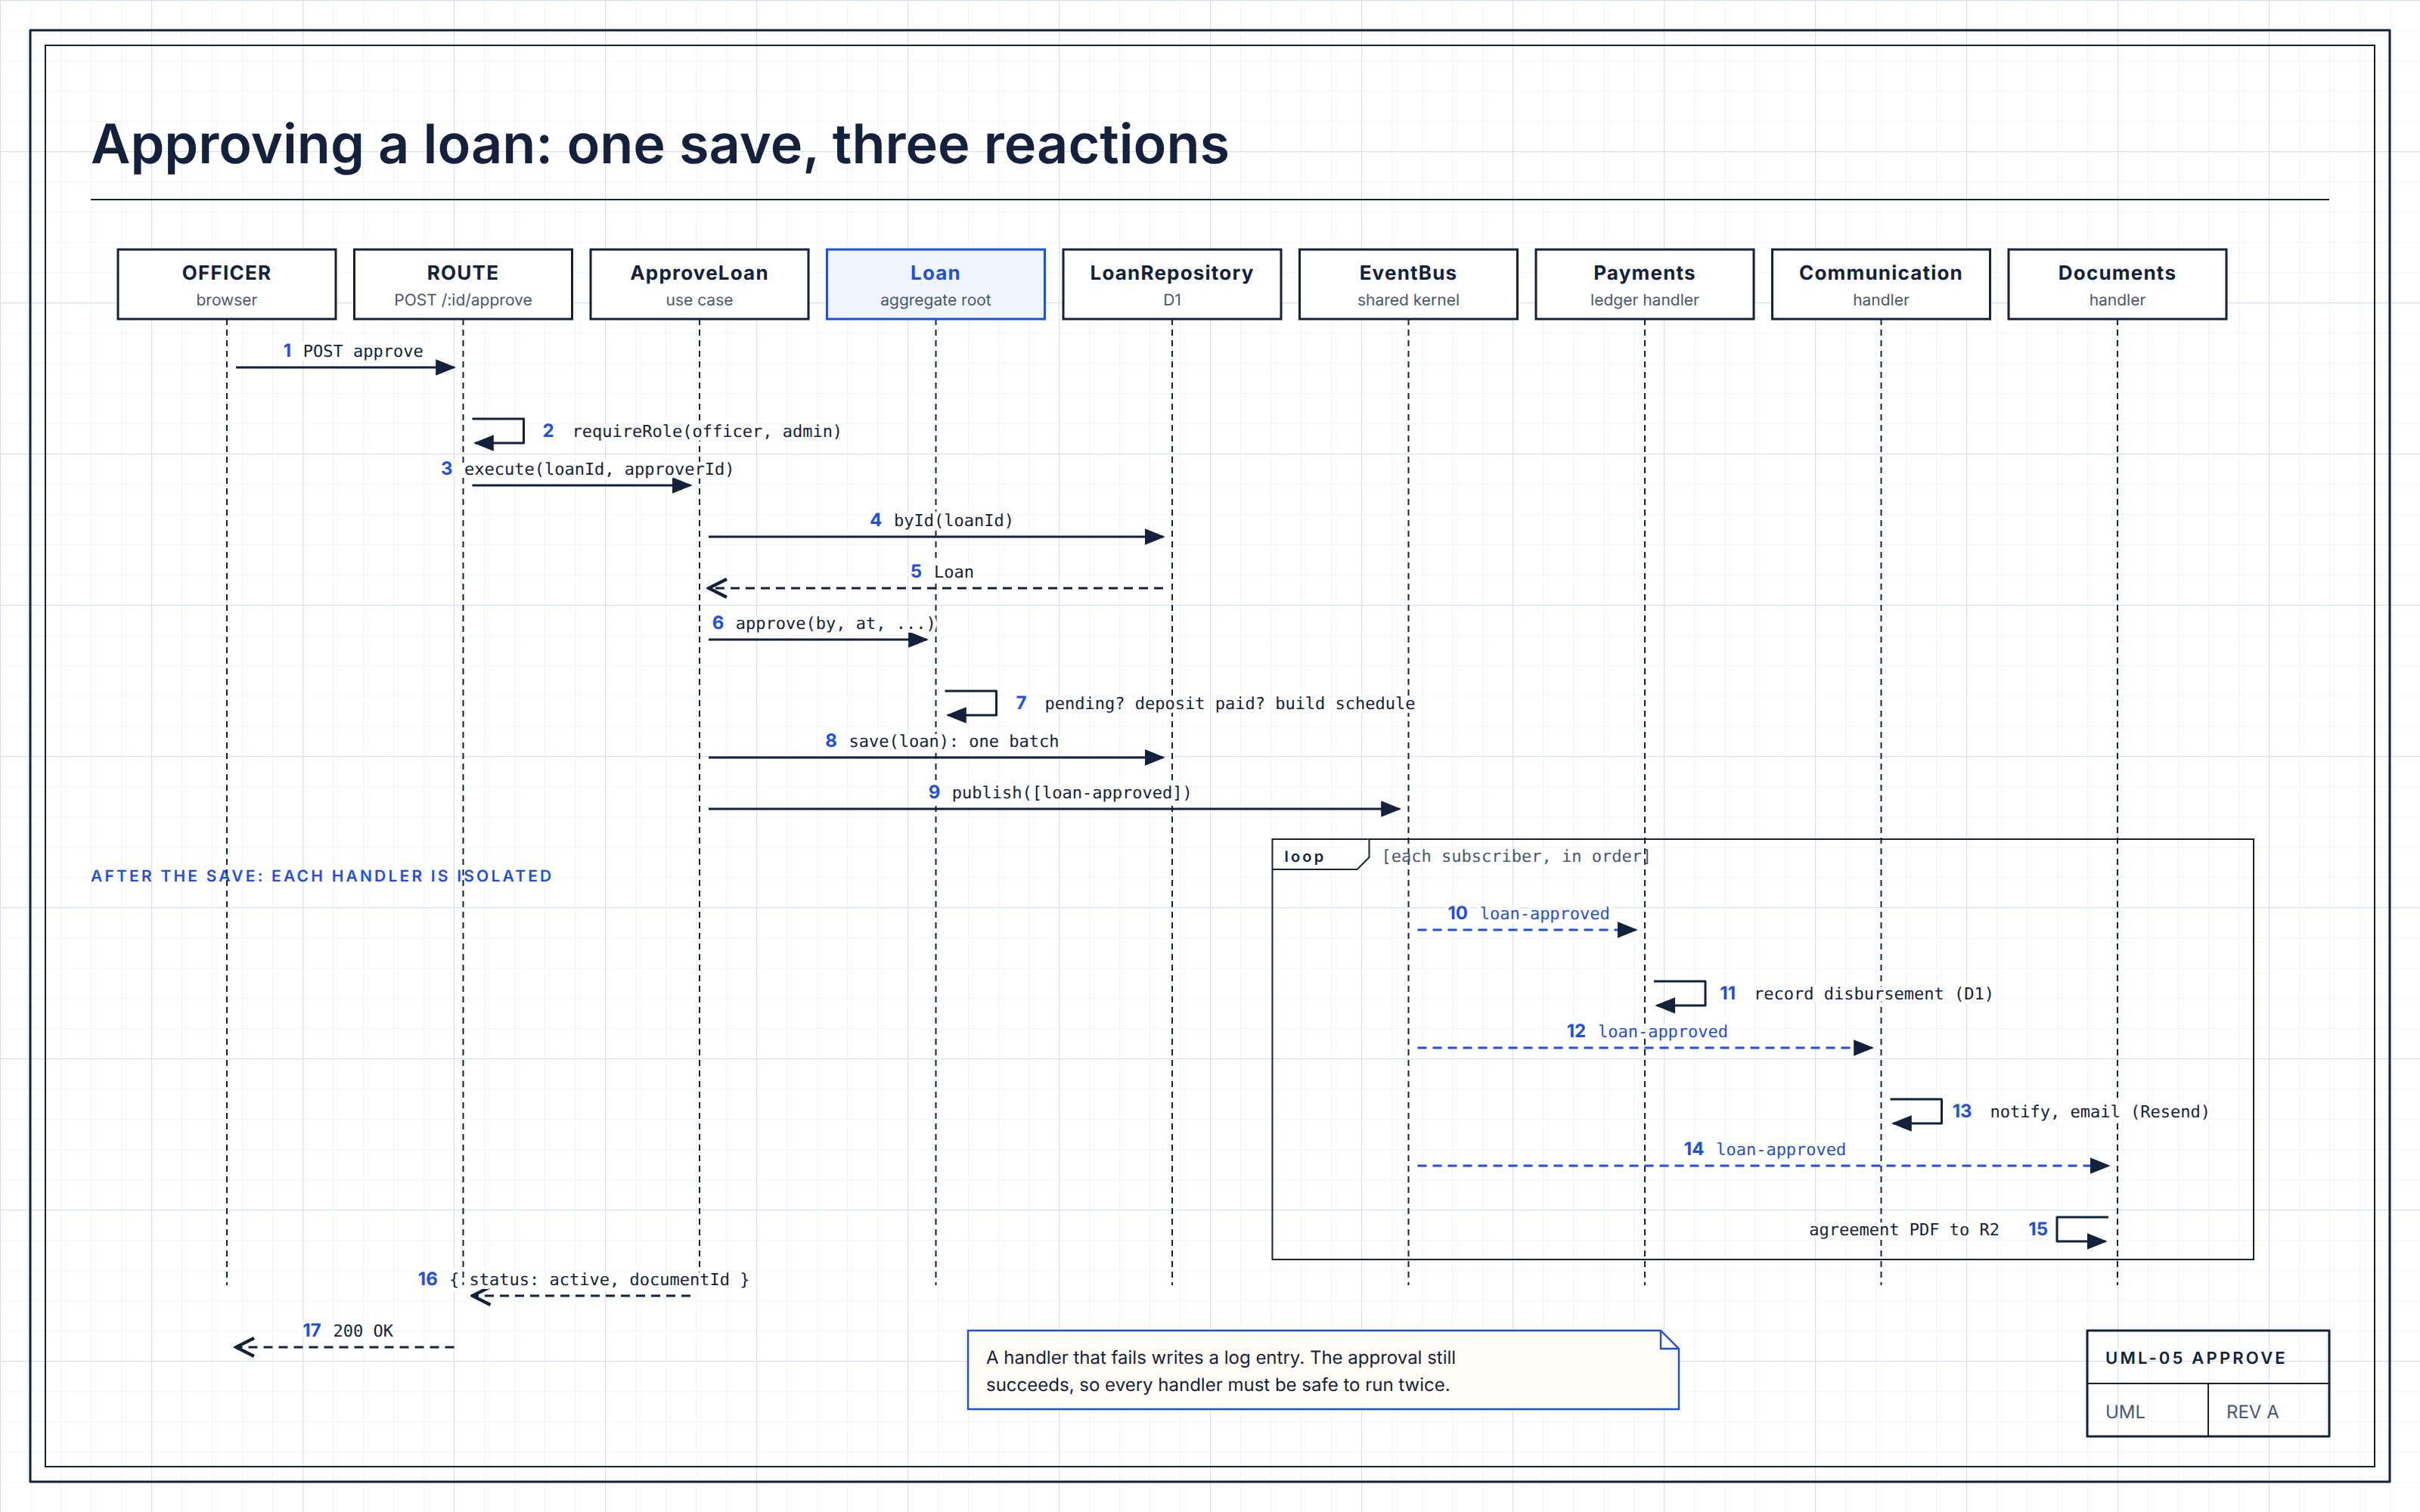 Approving a loan: one save, three reactions
OFFICER
browser
ROUTE
POST /:id/approve
ApproveLoan
use case
Loan
aggregate root
LoanRepository
D1
EventBus
shared kernel
Payments
ledger handler
Communication
handler
Documents
handler
1 POST approve
2 requireRole(officer, admin)
3 execute(loanId, approverId)
4 byId(loanId)
5 Loan
6 approve(by, at, ...)
7 pending? deposit paid? build schedule
8 save(loan): one batch
9 publish([loan-approved])
loop [each subscriber, in order]
AFTER THE SAVE: EACH HANDLER IS ISOLATED
10 loan-approved
11 record disbursement (D1)
12 loan-approved
13 notify, email (Resend)
14 loan-approved
agreement PDF to R2 15
16 { status: active, documentId }
17 200 OK
A handler that fails writes a log entry. The approval still
succeeds, so every handler must be safe to run twice.
UML-05 APPROVE
UML REV A